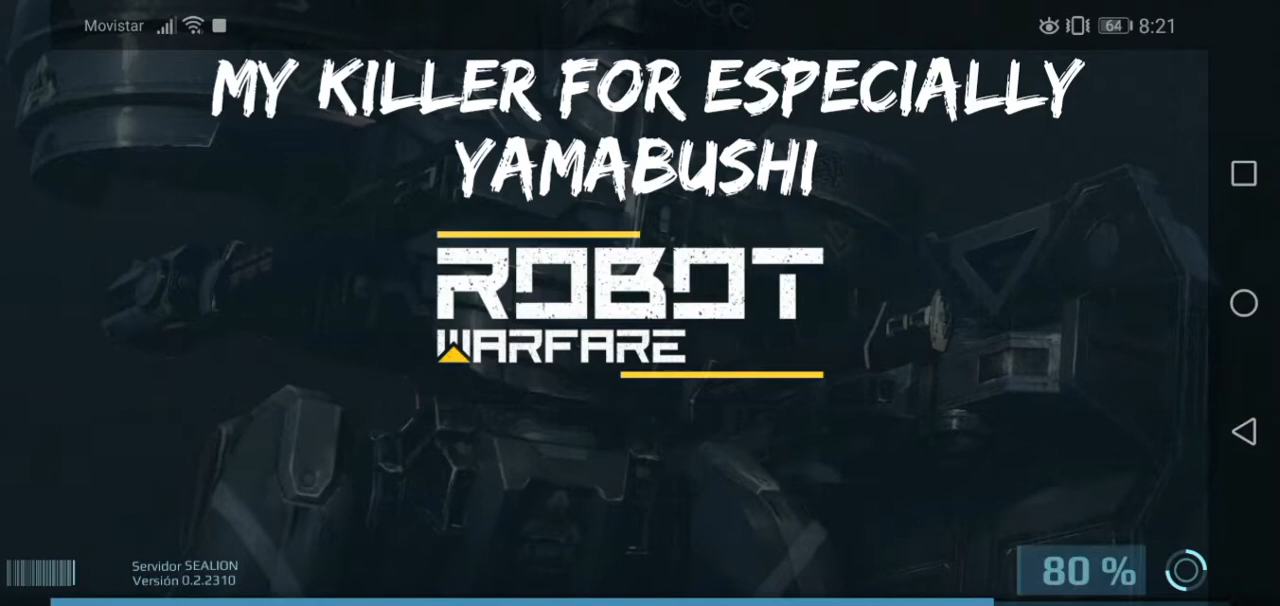 Movistar 64 8:21
MY KILLER FOR ESPECIALLY
YAMABUSHI
ROBOT
WARFARE
Servidor SEALION
Versión 0.2.2310
80 %